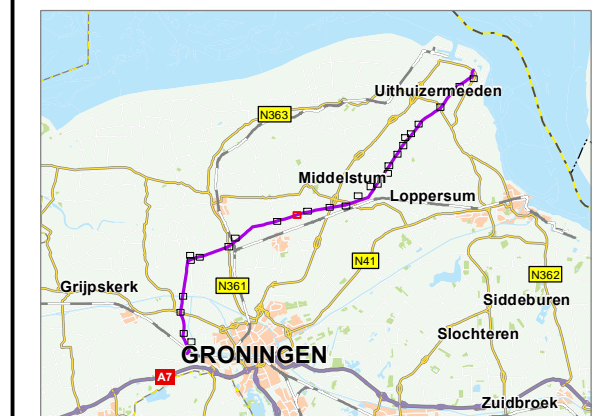 Uithuizermeeden
N363
Middelstum
Loppersum
N41
N362
Grijpskerk
N361
Siddeburen
Slochteren
GRONINGEN
A7
Zuidbroek